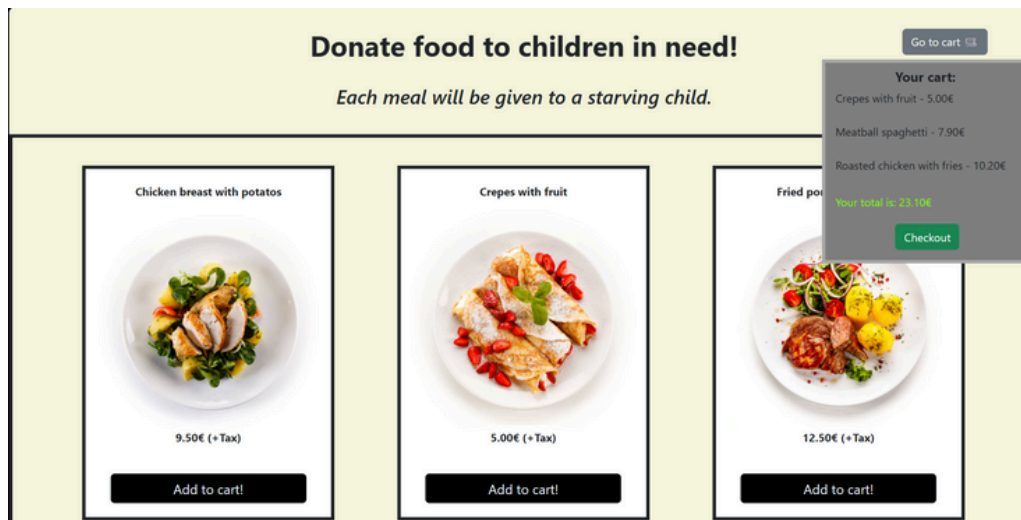 Donate food to children in need!
Each meal will be given to a starving child.
Go to cart
Your cart:
Crepes with fruit - 5.00€
Meatball spaghetti - 7.90€
Roasted chicken with fries - 10.20€
Your total is: 23.10€
Checkout
Chicken breast with potatos
9.50€ (+Tax)
Add to cart!
Crepes with fruit
5.00€ (+Tax)
Add to cart!
Fried
12.50€ (+Tax)
Add to cart!